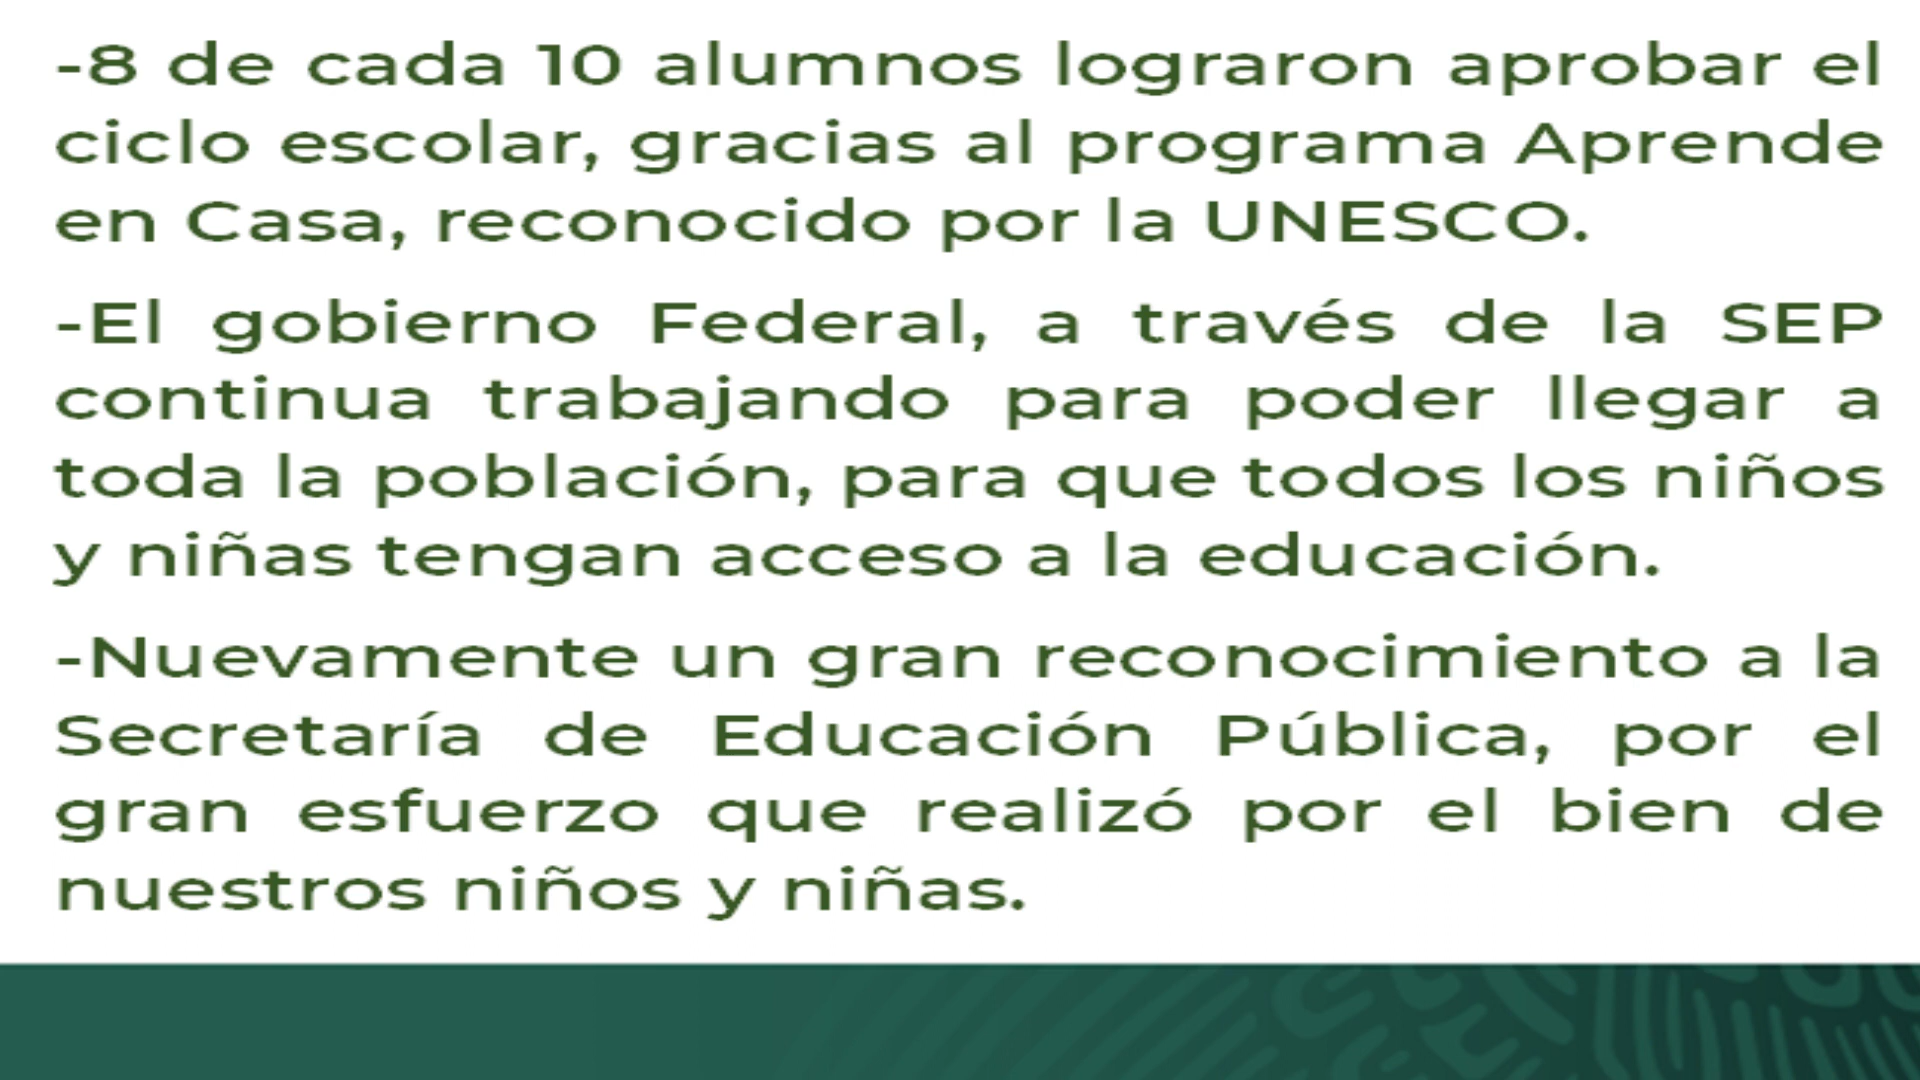 -8 de cada 10 alumnos lograron aprobar el
ciclo escolar, gracias al programa Aprende
en Casa, reconocido por la UNESCO.
-El gobierno Federal, a través de la SEP
continua trabajando para poder llegar a
toda la población, para que todos los niños
y niñas tengan acceso a la educación.
-Nuevamente un gran reconocimiento a la
Secretaría de Educación Pública, por el
gran esfuerzo que realizó por el bien de
nuestros niños y niñas.